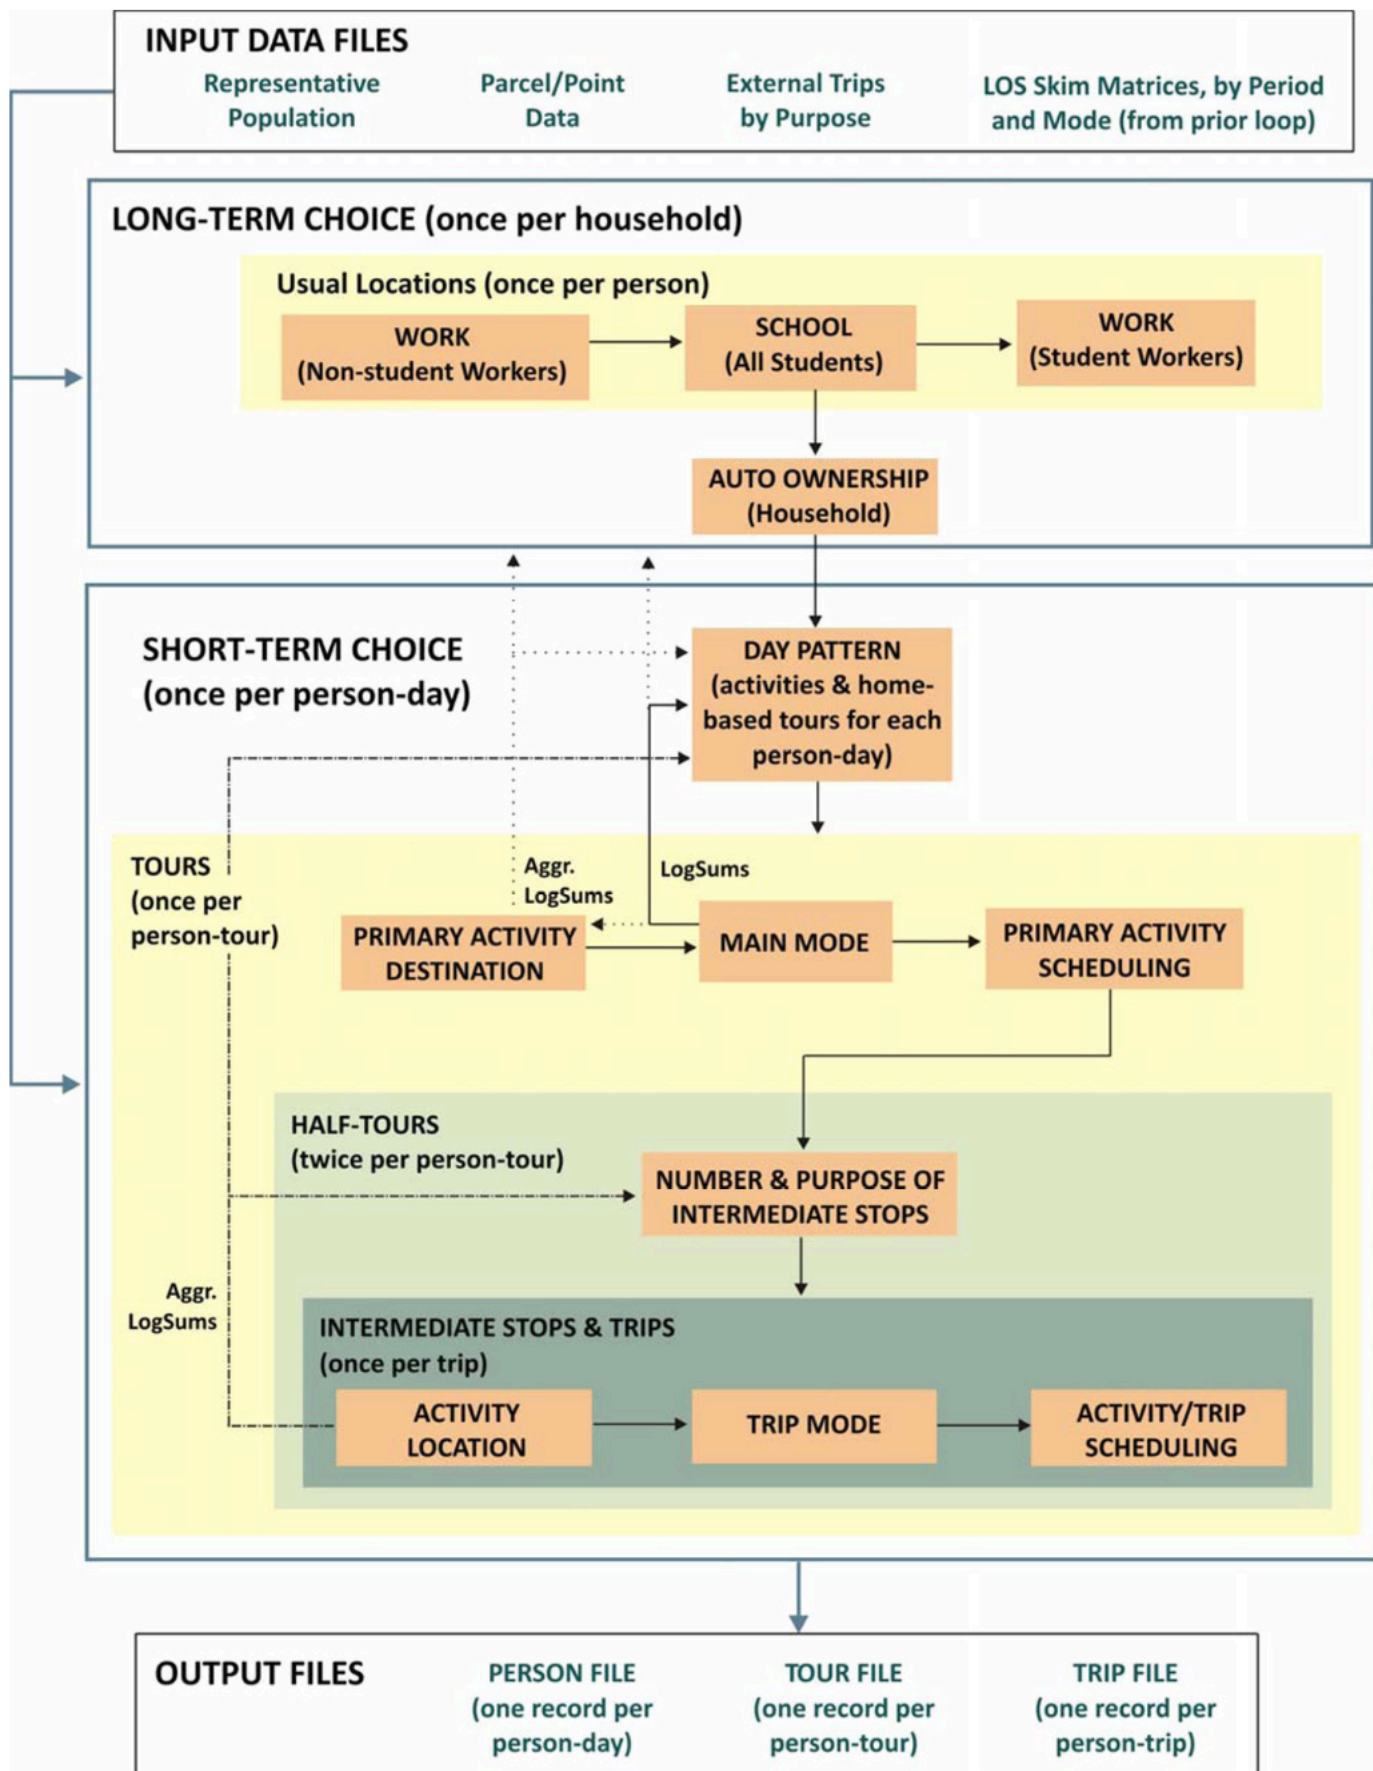 INPUT DATA FILES
Representative
Population
Parcel/Point
Data
External Trips
by Purpose
LOS Skim Matrices, by Period
and Mode (from prior loop)
LONG-TERM CHOICE (once per household)
Usual Locations (once per person)
WORK
(Non-student Workers)
SCHOOL
(All Students)
WORK
(Student Workers)
AUTO OWNERSHIP
(Household)
SHORT-TERM CHOICE
(once per person-day)
DAY PATTERN
(activities & home-
based tours for each
person-day)
TOURS
(once per
person-tour)
Aggr.
LogSums
LogSums
PRIMARY ACTIVITY
DESTINATION
MAIN MODE
PRIMARY ACTIVITY
SCHEDULING
HALF-TOURS
(twice per person-tour)
NUMBER & PURPOSE OF
INTERMEDIATE STOPS
Aggr.
LogSums
INTERMEDIATE STOPS & TRIPS
(once per trip)
ACTIVITY
LOCATION
TRIP MODE
ACTIVITY/TRIP
SCHEDULING
OUTPUT FILES
PERSON FILE
(one record per
person-day)
TOUR FILE
(one record per
person-tour)
TRIP FILE
(one record per
person-trip)